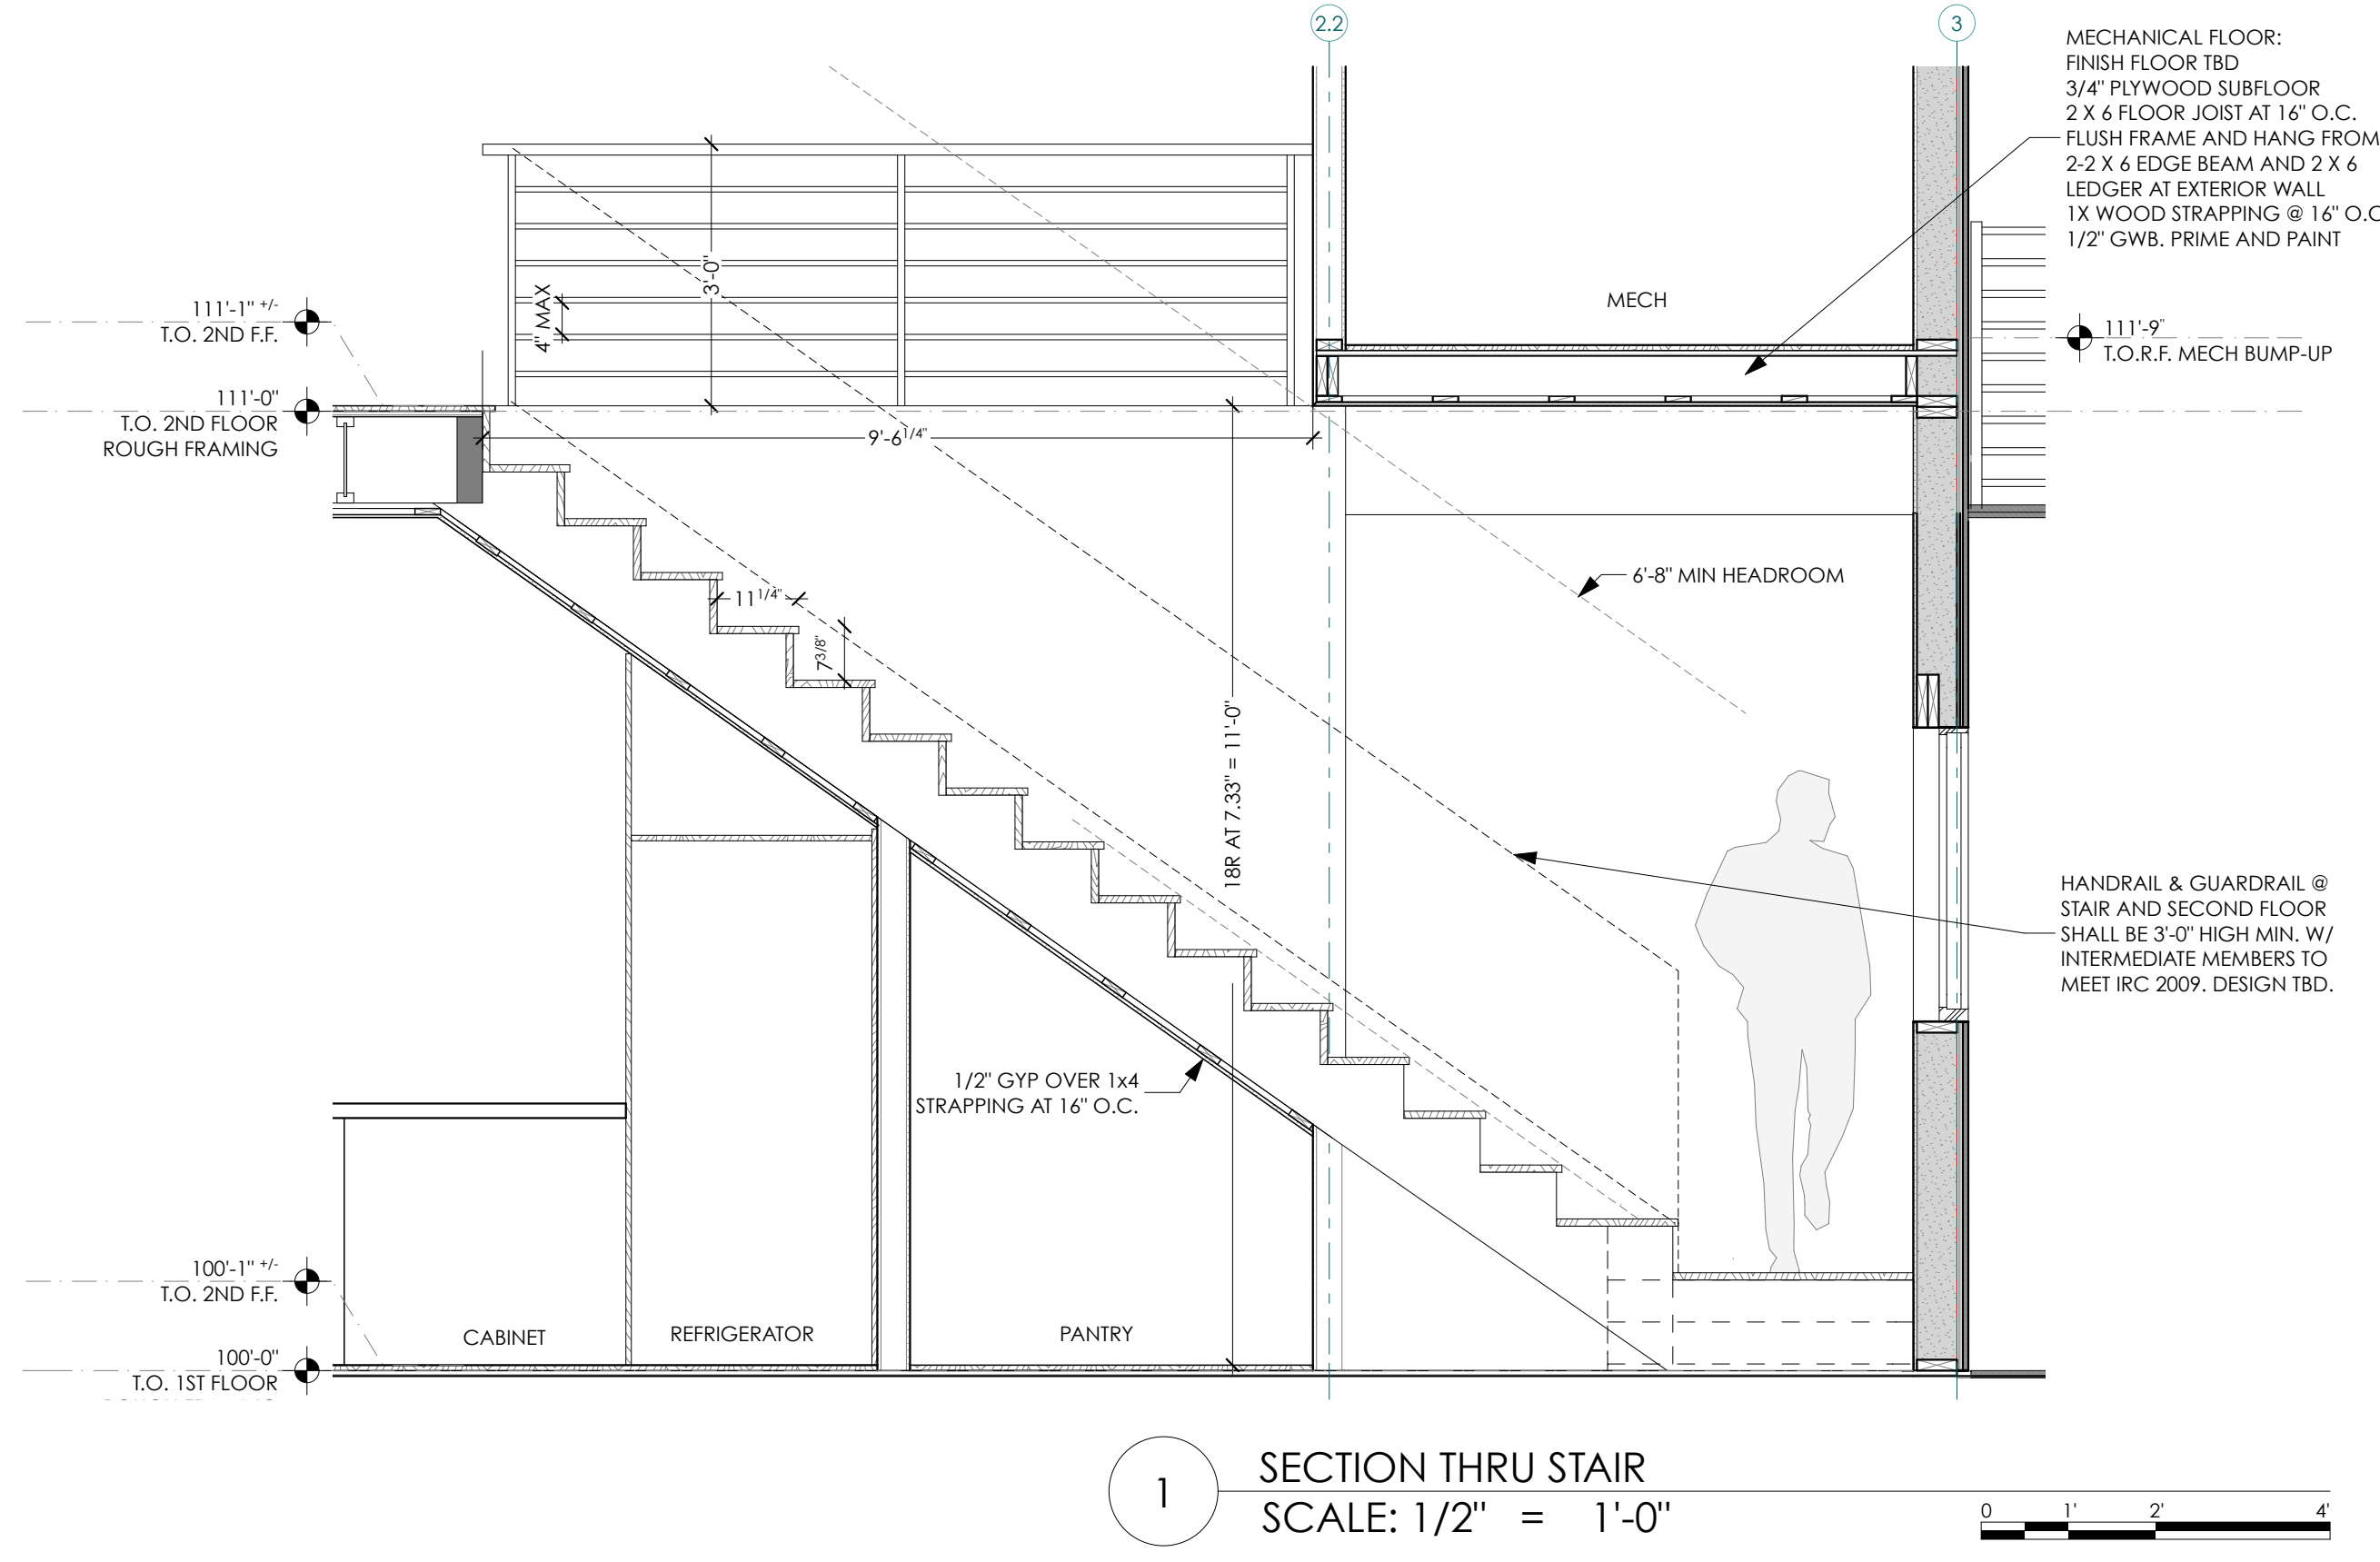 2.2
3
MECHANICAL FLOOR:
FINISH FLOOR TBD
3/4" PLYWOOD SUBFLOOR
2 X 6 FLOOR JOIST AT 16" O.C.
FLUSH FRAME AND HANG FROM
2-2 X 6 EDGE BEAM AND 2 X 6
LEDGER AT EXTERIOR WALL
1X WOOD STRAPPING @ 16" O.C
1/2" GWB. PRIME AND PAINT
3'-0"
4" MAX
111'-1" +/-
T.O. 2ND F.F.
MECH
111'-9"
T.O.R.F. MECH BUMP-UP
111'-0"
T.O. 2ND FLOOR
ROUGH FRAMING
9'-6 1/4"
6'-8" MIN HEADROOM
11 1/4"
7 3/8"
18R AT 7.33" = 11'-0"
HANDRAIL & GUARDRAIL @
STAIR AND SECOND FLOOR
SHALL BE 3'-0" HIGH MIN. W/
INTERMEDIATE MEMBERS TO
MEET IRC 2009. DESIGN TBD.
1/2" GYP OVER 1x4
STRAPPING AT 16" O.C.
100'-1" +/-
T.O. 2ND F.F.
CABINET
REFRIGERATOR
PANTRY
100'-0"
T.O. 1ST FLOOR
1
SECTION THRU STAIR
SCALE: 1/2" = 1'-0"
0 1' 2' 4'